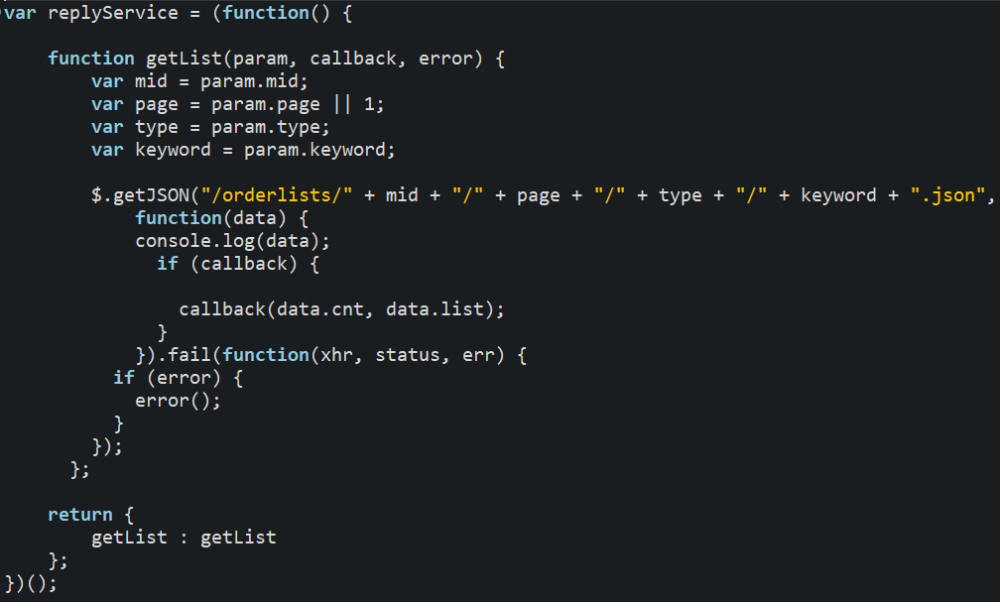 var replyService = (function() {
function getList(param, callback, error) {
var mid = param.mid;
var page = param.page || 1;
var type = param.type;
var keyword = param.keyword;
$.getJSON("/orderlists/" + mid + "/" + page + "/" + type + "/" + keyword + ".json",
function(data) {
console.log(data);
if (callback) {
callback(data.cnt, data.list);
}
}).fail(function(xhr, status, err) {
if (error) {
error();
}
});
};
return {
getList : getList
};
})();